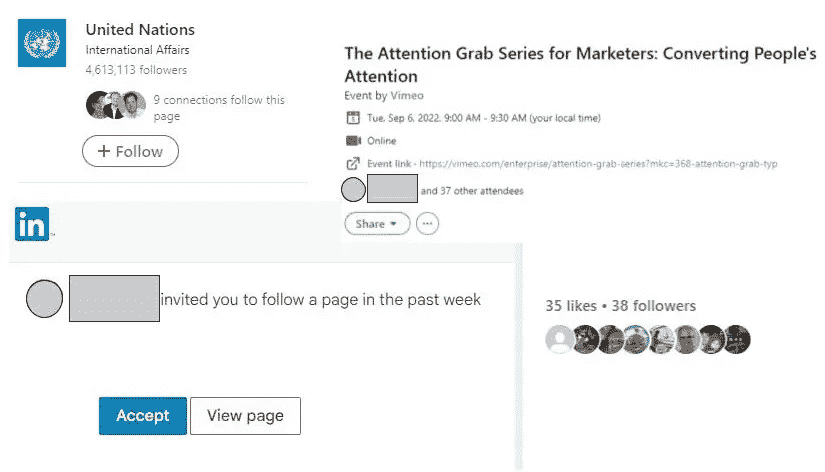 United Nations
International Affairs
4,613,113 followers
9 connections follow this
page
+ Follow
The Attention Grab Series for Marketers: Converting People's
Attention
Event by Vimeo
Tue, Sep 6, 2022, 9:00 AM - 9:30 AM (your local time)
Online
Event link - https://vimeo.com/enterprise/attention-grab-series?mkc=368-attention-grab-typ
and 37 other attendees
Share
in
invited you to follow a page in the past week
Accept
View page
35 likes • 38 followers